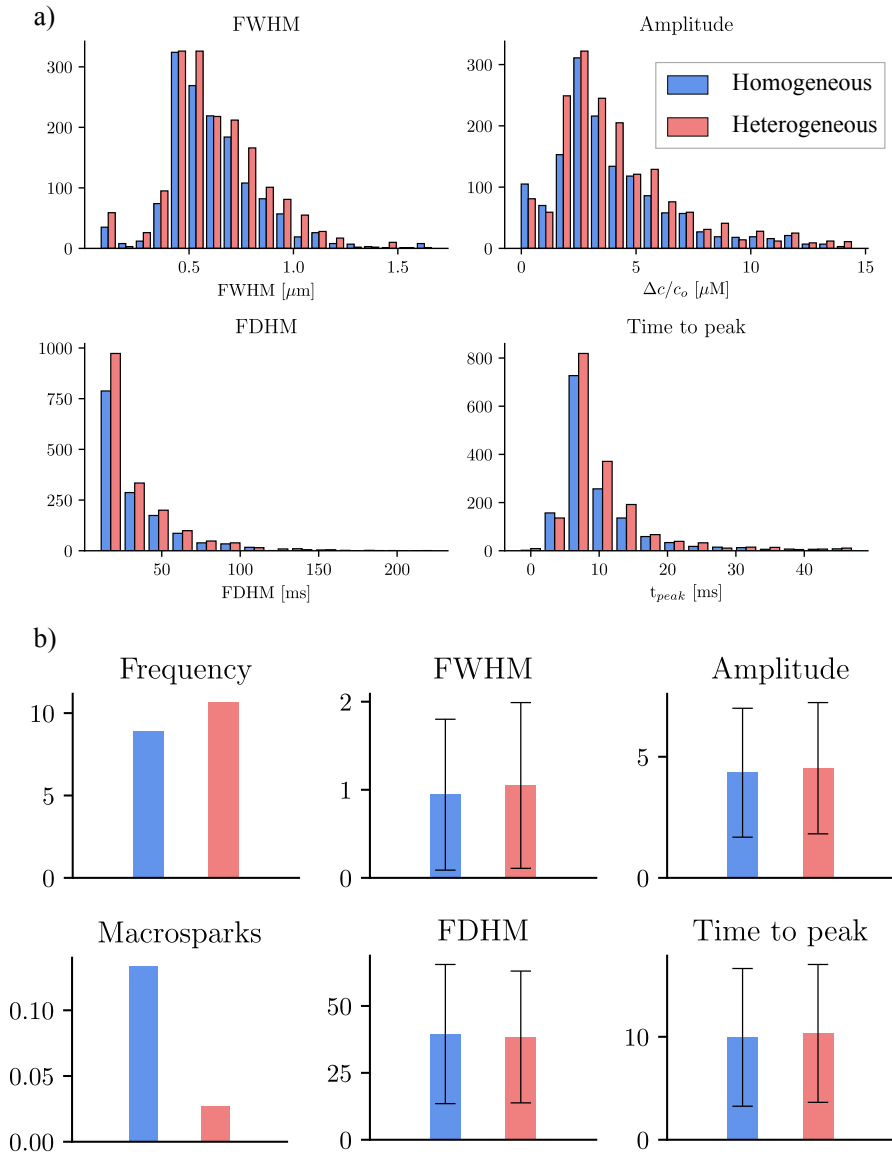 a)
FWHM
300
200
100
0
0.5
1.0
1.5
FWHM [μm]
Amplitude
300
200
100
0
0
5
10
15
Δc/c_o [μM]
Homogeneous
Heterogeneous
FDHM
1000
750
500
250
0
50
100
150
200
FDHM [ms]
Time to peak
800
600
400
200
0
0
10
20
30
40
t_peak [ms]
b)
Frequency
10
5
0
FWHM
2
1
0
Amplitude
5
0
Macrosparks
0.10
0.05
0.00
FDHM
50
25
0
Time to peak
10
0